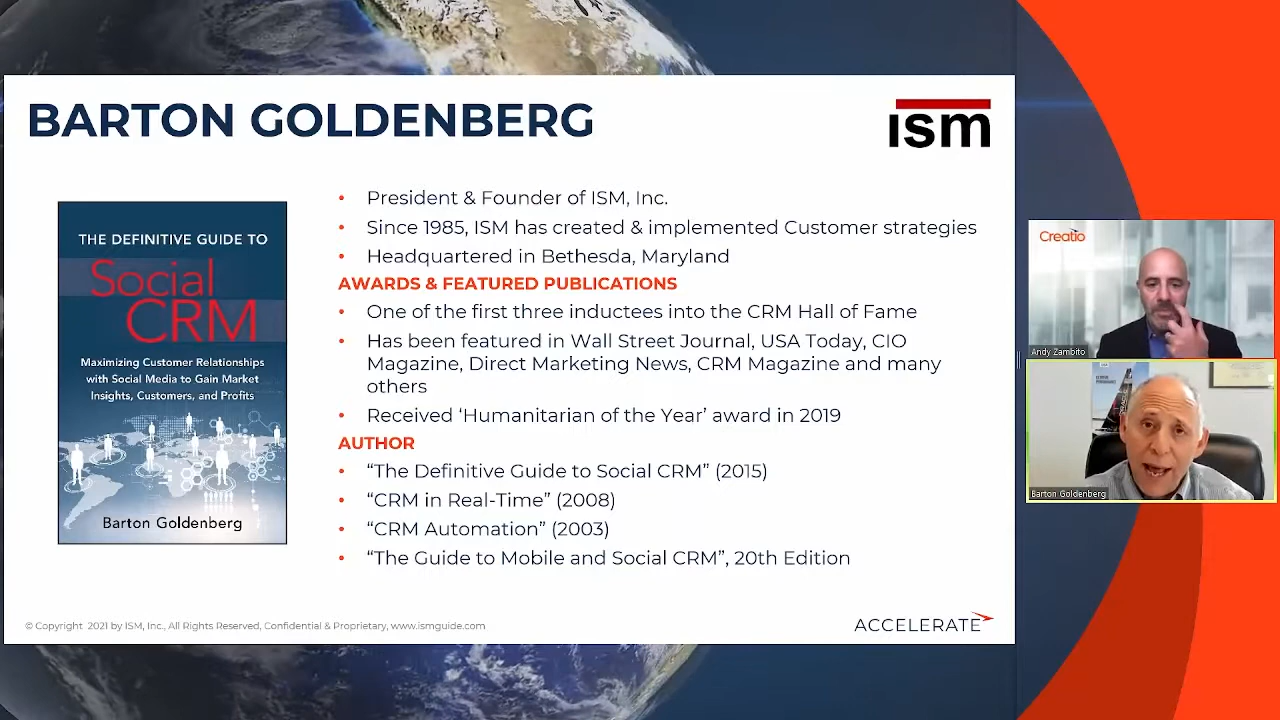 BARTON GOLDENBERG
ism
THE DEFINITIVE GUIDE TO
Social
CRM
Maximizing Customer Relationships
with Social Media to Gain Market
Insights, Customers, and Profits
Barton Goldenberg
• President & Founder of ISM, Inc.
• Since 1985, ISM has created & implemented Customer strategies
• Headquartered in Bethesda, Maryland
AWARDS & FEATURED PUBLICATIONS
• One of the first three inductees into the CRM Hall of Fame
• Has been featured in Wall Street Journal, USA Today, CIO
Magazine, Direct Marketing News, CRM Magazine and many
others
• Received ‘Humanitarian of the Year’ award in 2019
AUTHOR
• “The Definitive Guide to Social CRM” (2015)
• “CRM in Real-Time” (2008)
• “CRM Automation” (2003)
• “The Guide to Mobile and Social CRM”, 20th Edition
© Copyright 2021 by ISM, Inc., All Rights Reserved, Confidential & Proprietary, www.ismguide.com
ACCELERATE
Creatio
Andy Zambito
Barton Goldenberg